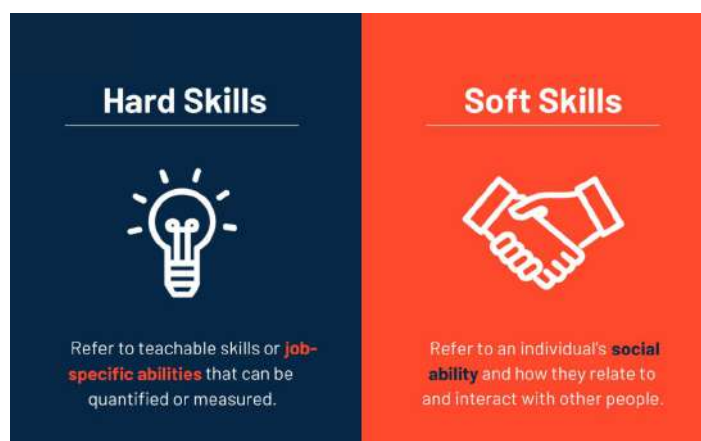 Hard Skills
Refer to teachable skills or job-
specific abilities that can be
quantified or measured.
Soft Skills
Refer to an individual's social
ability and how they relate to
and interact with other people.